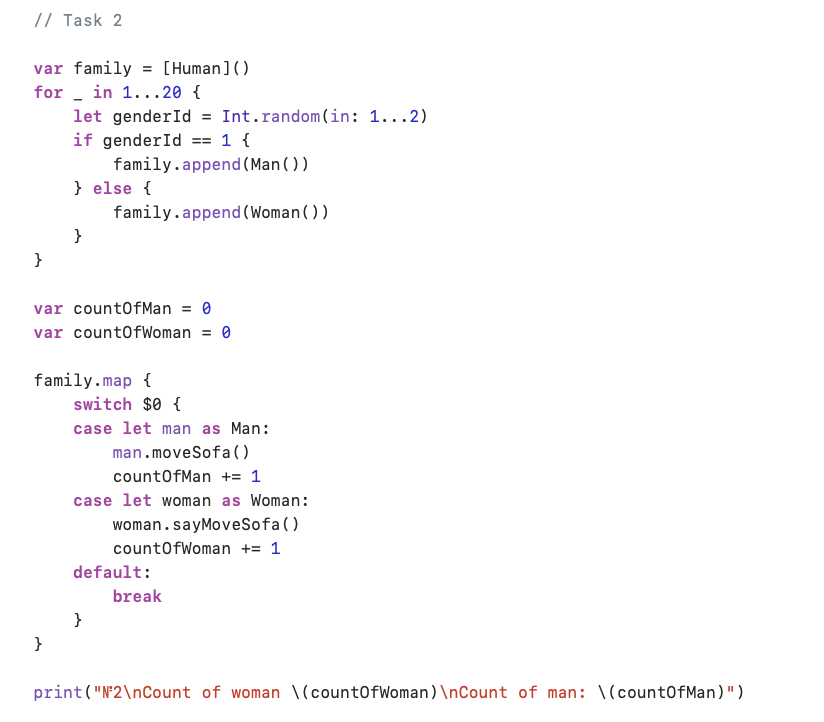 // Task 2
var family = [Human]()
for _ in 1...20 {
    let genderId = Int.random(in: 1...2)
    if genderId == 1 {
        family.append(Man())
    } else {
        family.append(Woman())
    }
}
var countOfMan = 0
var countOfWoman = 0
family.map {
    switch $0 {
    case let man as Man:
        man.moveSofa()
        countOfMan += 1
    case let woman as Woman:
        woman.sayMoveSofa()
        countOfWoman += 1
    default:
        break
    }
}
print("№2\nCount of woman \(countOfWoman)\nCount of man: \(countOfMan)")